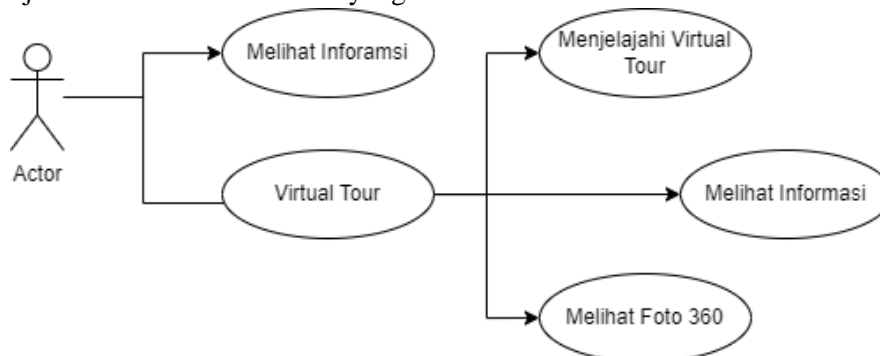 Melihat Inforamsi
Menjelajahi Virtual
Tour
Actor
Virtual Tour
Melihat Informasi
Melihat Foto 360